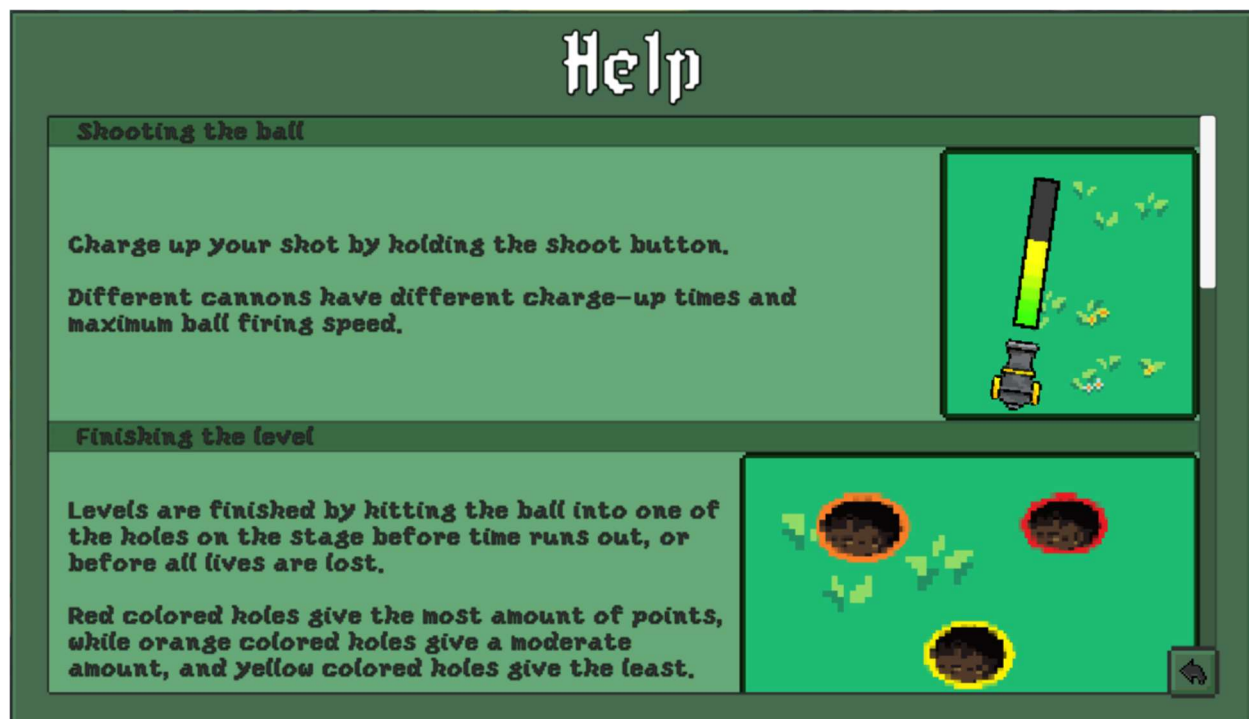 Help
Shooting the ball
Charge up your shot by holding the shoot button.
Different cannons have different charge-up times and
maximum ball firing speed.
Finishing the level
Levels are finished by hitting the ball into one of
the holes on the stage before time runs out, or
before all lives are lost.
Red colored holes give the most amount of points,
while orange colored holes give a moderate
amount, and yellow colored holes give the least.